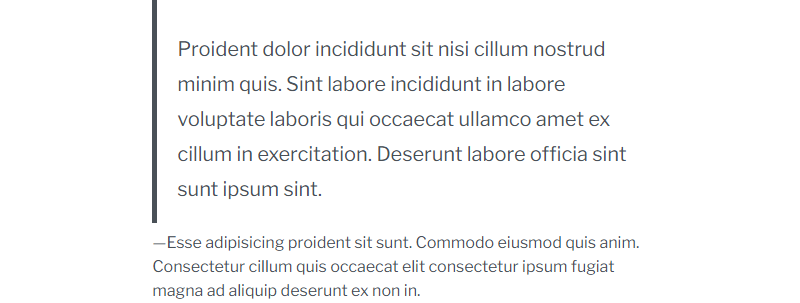 Proident dolor incididunt sit nisi cillum nostrud
minim quis. Sint labore incididunt in labore
voluptate laboris qui occaecat ullamco amet ex
cillum in exercitation. Deserunt labore officia sint
sunt ipsum sint.
—Esse adipisicing proident sit sunt. Commodo eiusmod quis anim.
Consectetur cillum quis occaecat elit consectetur ipsum fugiat
magna ad aliquip deserunt ex non in.